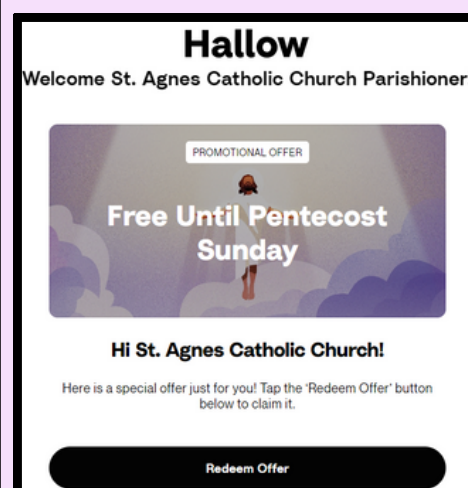 Hallow
Welcome St. Agnes Catholic Church Parishioner
PROMOTIONAL OFFER
Free Until Pentecost
Sunday
Hi St. Agnes Catholic Church!
Here is a special offer just for you! Tap the 'Redeem Offer' button
below to claim it.
Redeem Offer